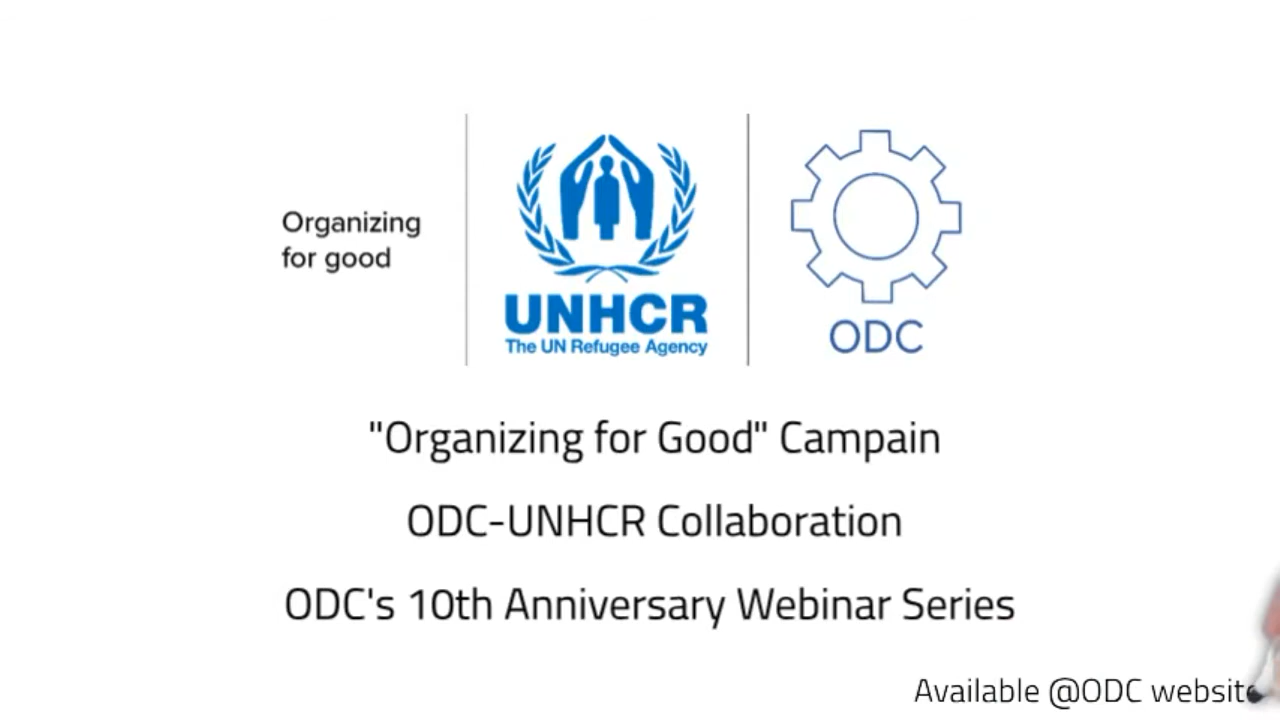 Organizing
for good
UNHCR
The UN Refugee Agency
ODC
"Organizing for Good" Campain
ODC-UNHCR Collaboration
ODC's 10th Anniversary Webinar Series
Available @ODC website